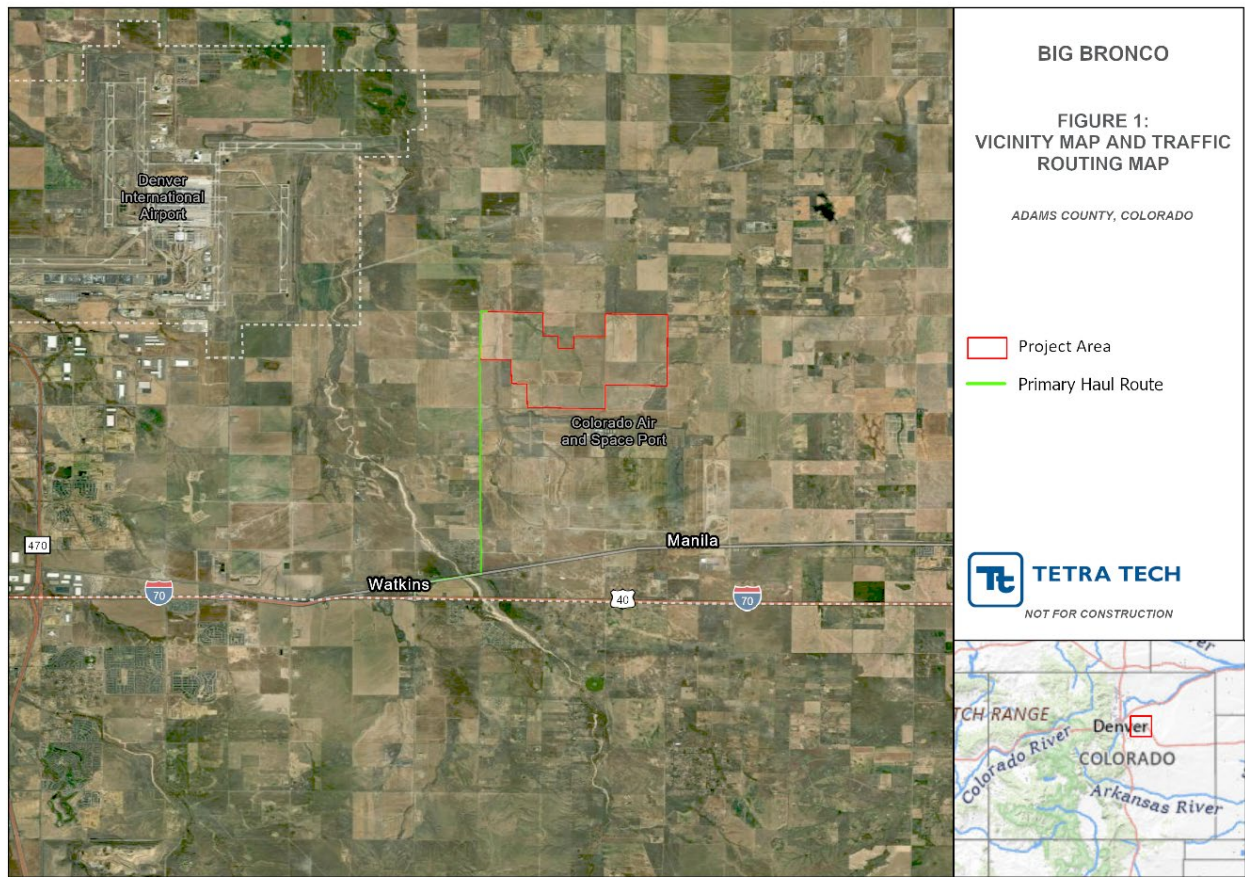 Denver
International
Airport
Colorado Air
and Space Port
Manila
Watkins
470
70
40
70
BIG BRONCO
FIGURE 1:
VICINITY MAP AND TRAFFIC
ROUTING MAP
ADAMS COUNTY, COLORADO
Project Area
Primary Haul Route
Tt TETRA TECH
NOT FOR CONSTRUCTION
TCH RANGE
Denver
COLORADO
Colorado River
Arkansas River